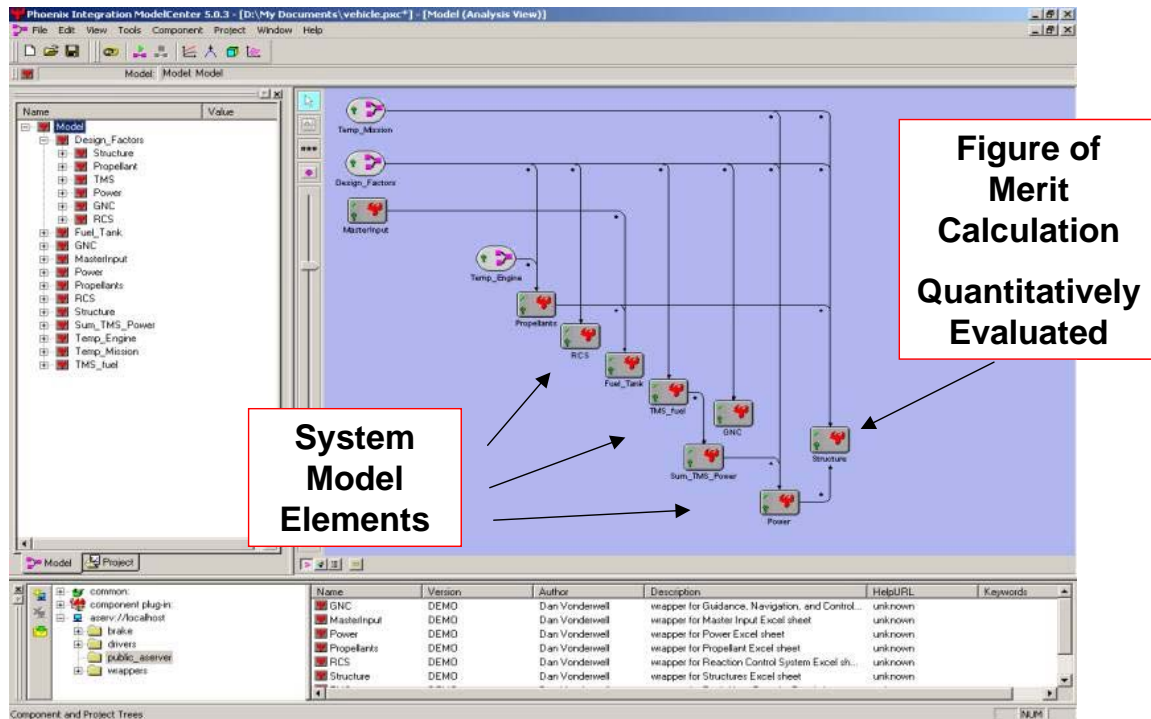 Phoenix Integration ModelCenter 5.0.3 - [D:\My Documents\vehicle.pxc*] - [Model (Analysis View)]
File Edit View Tools Component Project Window Help
Model: Model: Model
Name Value
Model
Design_Factors
Structure
Propellant
TMS
Power
GNC
RCS
Fuel_Tank
GNC
MasterInput
Power
Propellants
RCS
Structure
Sum_TMS_Power
Temp_Engine
Temp_Mission
TMS_fuel
Model Project
Temp_Mission
Design_Factors
MasterInput
Temp_Engine
Propellants
RCS
Fuel_Tank
TMS_fuel
GNC
Sum_TMS_Power
Structure
Power
Figure of
Merit
Calculation
Quantitatively
Evaluated
System
Model
Elements
common:
component plug-in:
aserv://localhost
brake
drivers
public_aserver
wrappers
Name Version Author Description HelpURL Keywords
GNC DEMO Dan Vonderwell wrapper for Guidance, Navigation, and Control... unknown
MasterInput DEMO Dan Vonderwell wrapper for Master Input Excel sheet unknown
Power DEMO Dan Vonderwell wrapper for Power Excel sheet unknown
Propellants DEMO Dan Vonderwell wrapper for Propellant Excel sheet unknown
RCS DEMO Dan Vonderwell wrapper for Reaction Control System Excel sh... unknown
Structure DEMO Dan Vonderwell wrapper for Structures Excel sheet unknown
Component and Project Trees NUM